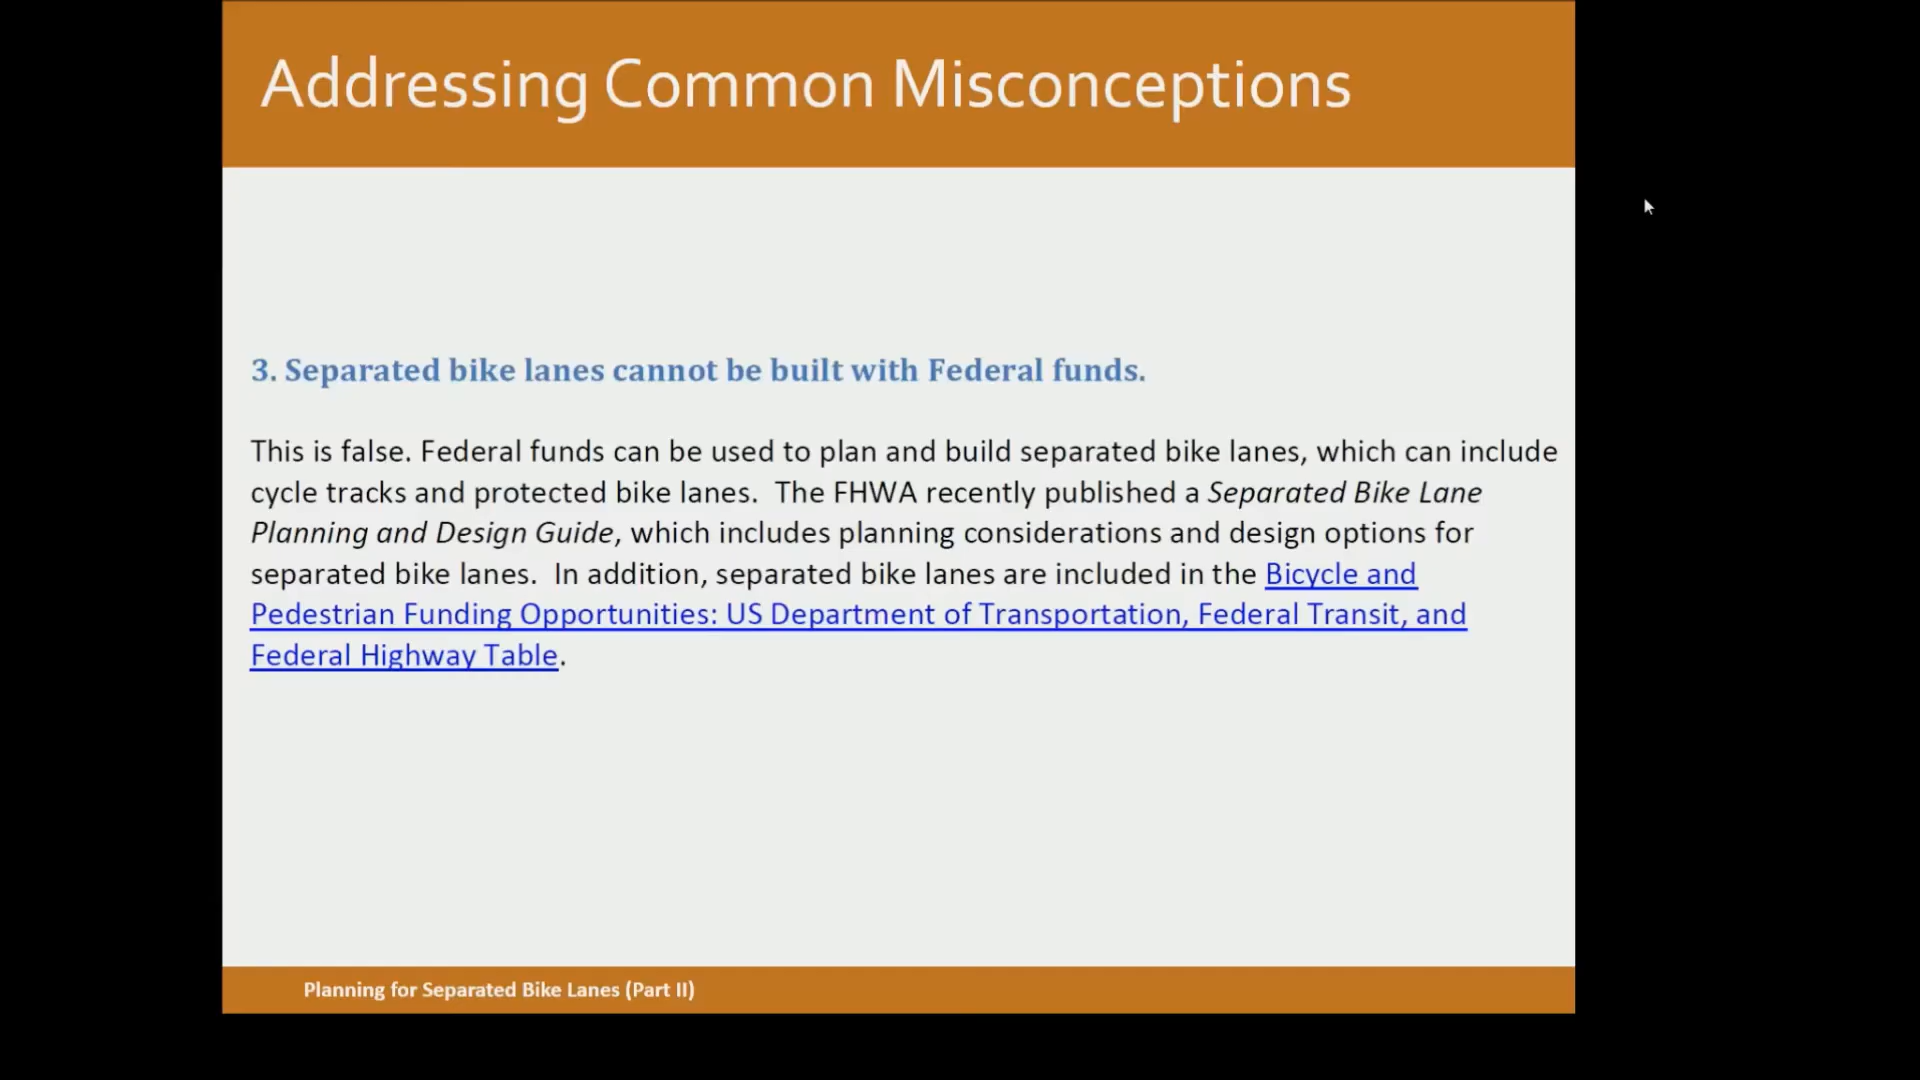 Addressing Common Misconceptions
3. Separated bike lanes cannot be built with Federal funds.
This is false. Federal funds can be used to plan and build separated bike lanes, which can include
cycle tracks and protected bike lanes.  The FHWA recently published a Separated Bike Lane
Planning and Design Guide, which includes planning considerations and design options for
separated bike lanes.  In addition, separated bike lanes are included in the Bicycle and
Pedestrian Funding Opportunities: US Department of Transportation, Federal Transit, and
Federal Highway Table.
Planning for Separated Bike Lanes (Part II)